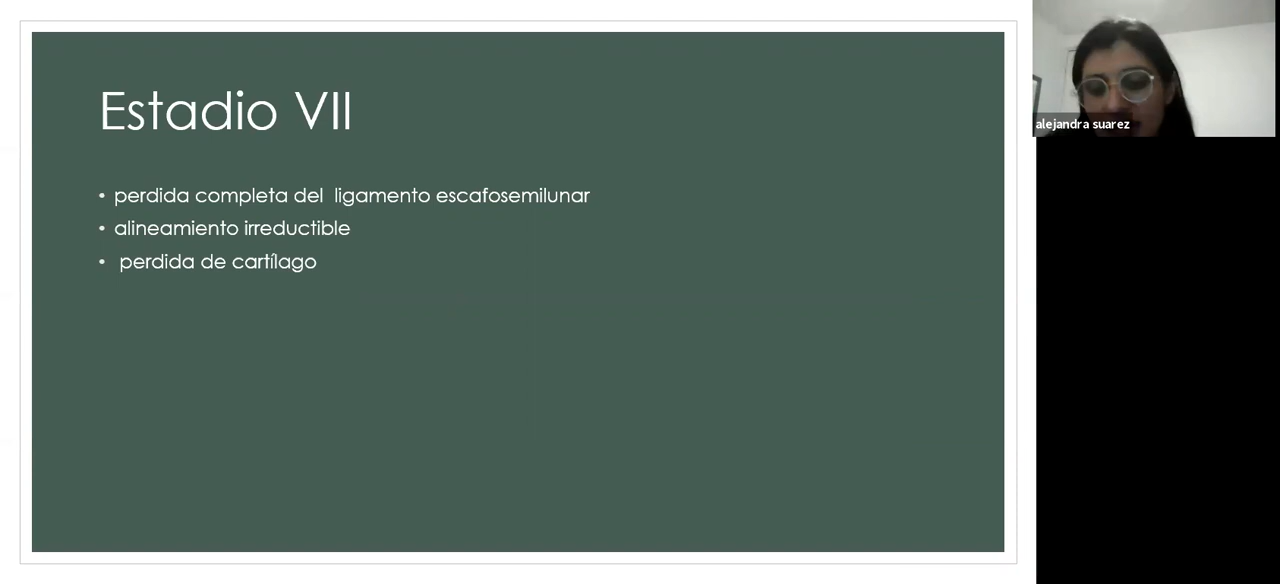 Estadio VII
• perdida completa del  ligamento escafosemilunar
• alineamiento irreductible
•  perdida de cartílago
alejandra suarez